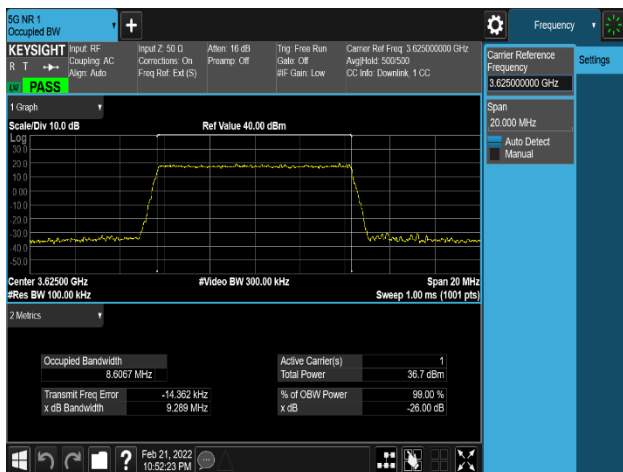 5G NR 1
Occupied BW
+
Frequency
KEYSIGHT
R T
PASS
Input: RF
Coupling: AC
Align: Auto
Input Z: 50 Ω
Corrections: On
Freq Ref: Ext (S)
Atten: 16 dB
Preamp: Off
Trig: Free Run
Gate: Off
#IF Gain: Low
Carrier Ref Freq: 3.625000000 GHz
Avg|Hold: 500/500
CC Info: Downlink, 1 CC
Carrier Reference
Frequency
3.625000000 GHz
Settings
Span
20.000 MHz
Auto Detect
Manual
1 Graph
Scale/Div 10.0 dB
Ref Value 40.00 dBm
Log
30.0
20.0
10.0
0.00
-10.0
-20.0
-30.0
-40.0
-50.0
Center 3.62500 GHz
#Video BW 300.00 kHz
Span 20 MHz
#Res BW 100.00 kHz
Sweep 1.00 ms (1001 pts)
2 Metrics
Occupied Bandwidth
8.6067 MHz
Active Carrier(s) 1
Total Power 36.7 dBm
Transmit Freq Error -14.362 kHz
x dB Bandwidth 9.289 MHz
% of OBW Power 99.00 %
x dB -26.00 dB
?
Feb 21, 2022
10:52:23 PM